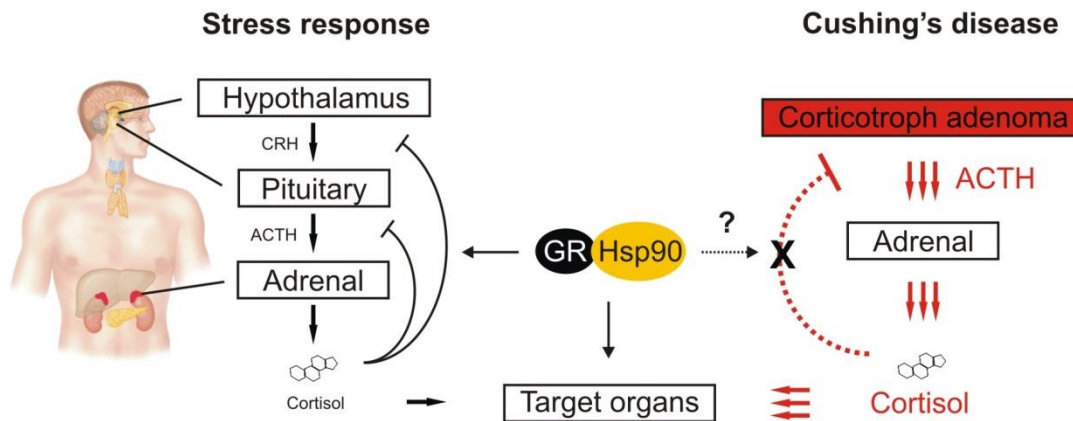 Stress response
Cushing's disease
Hypothalamus
CRH
Pituitary
ACTH
Adrenal
Cortisol
GR
Hsp90
?
Target organs
Corticotroph adenoma
ACTH
X
Adrenal
Cortisol